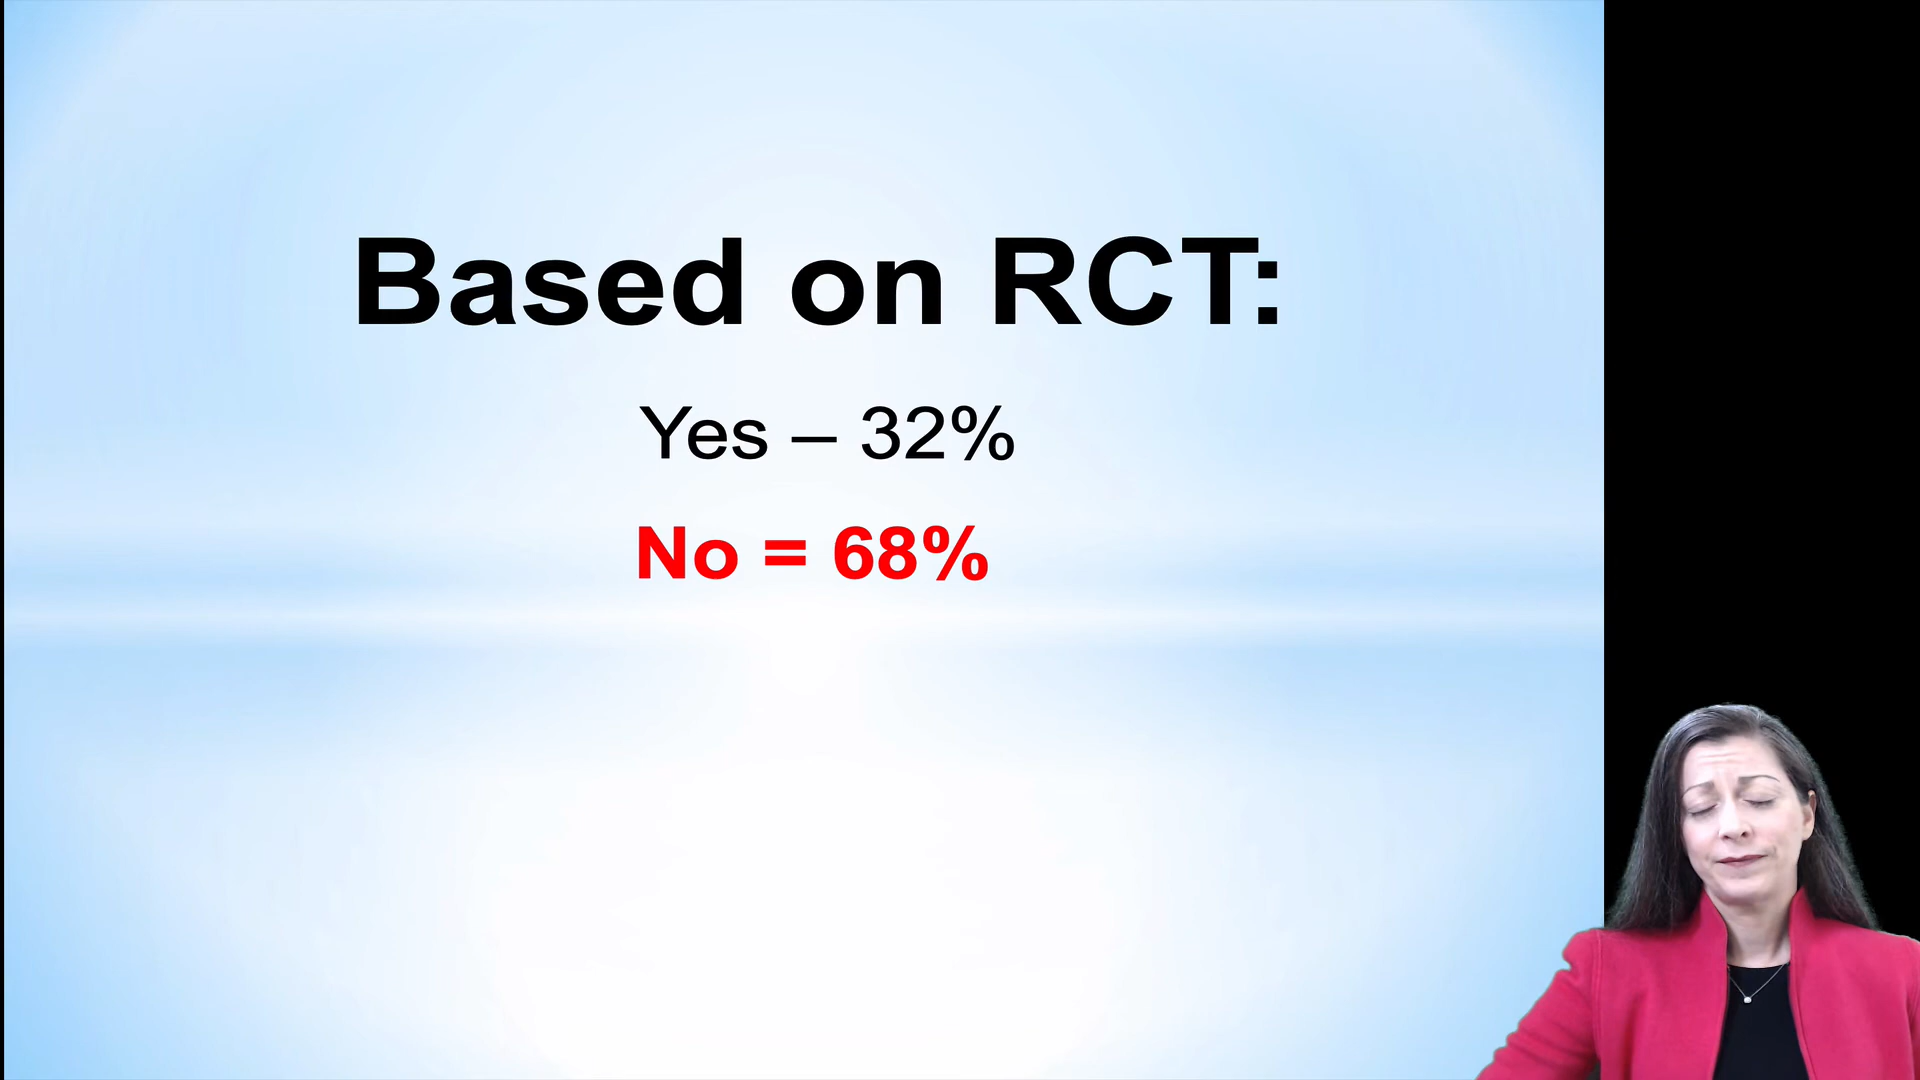 Based on RCT:
Yes – 32%
No = 68%